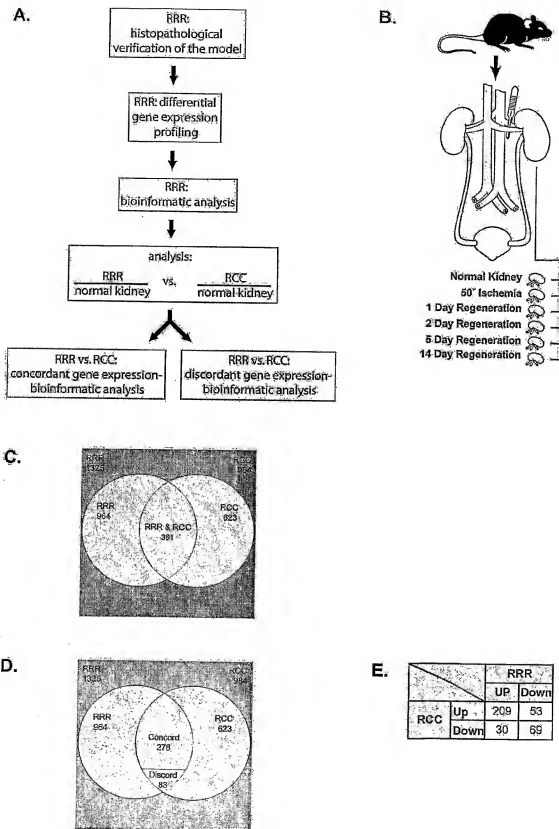 A.
RRR:
histopathological
verification of the model
RRR: differential
gene expression
profiling
RRR:
bioinformatic analysis
analysis:
RRR
normal kidney
vs.
RCC
normal kidney
RRR vs. RCC:
concordant gene expression-
bioinformatic analysis
RRR vs. RCC:
discordant gene expression-
bioinformatic analysis
B.
Normal Kidney
50' Ischemia
1 Day Regeneration
2 Day Regeneration
5 Day Regeneration
14 Day Regeneration
C.
RRR
1325
RCC
984
RRR
964
RRR & RCC
361
RCC
623
D.
RRR
1325
RCC
984
RRR
964
Concord
278
Discord
83
RCC
623
E.
RRR
UP Down
RCC
Up 209 53
Down 30 69